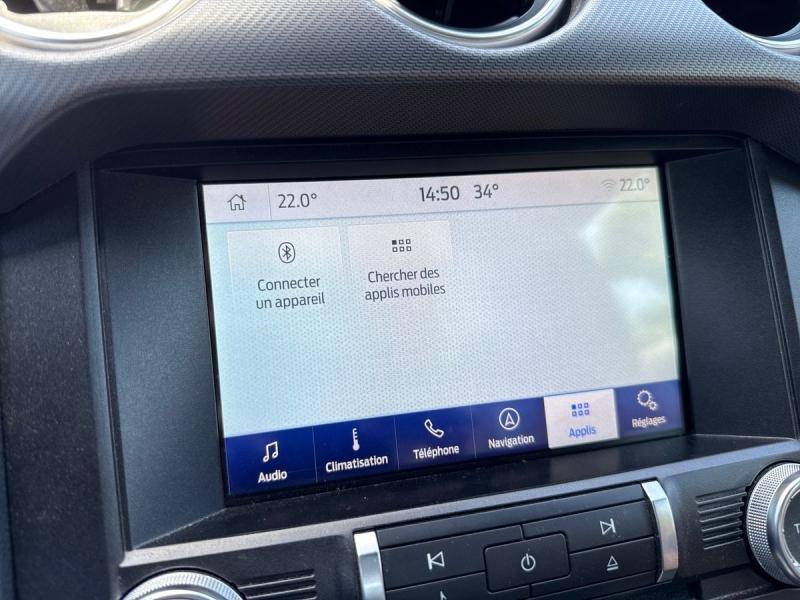 22.0° 14:50 34° 22.0°
Connecter
un appareil
Chercher des
applis mobiles
Audio
Climatisation
Téléphone
Navigation
Applis
Réglages